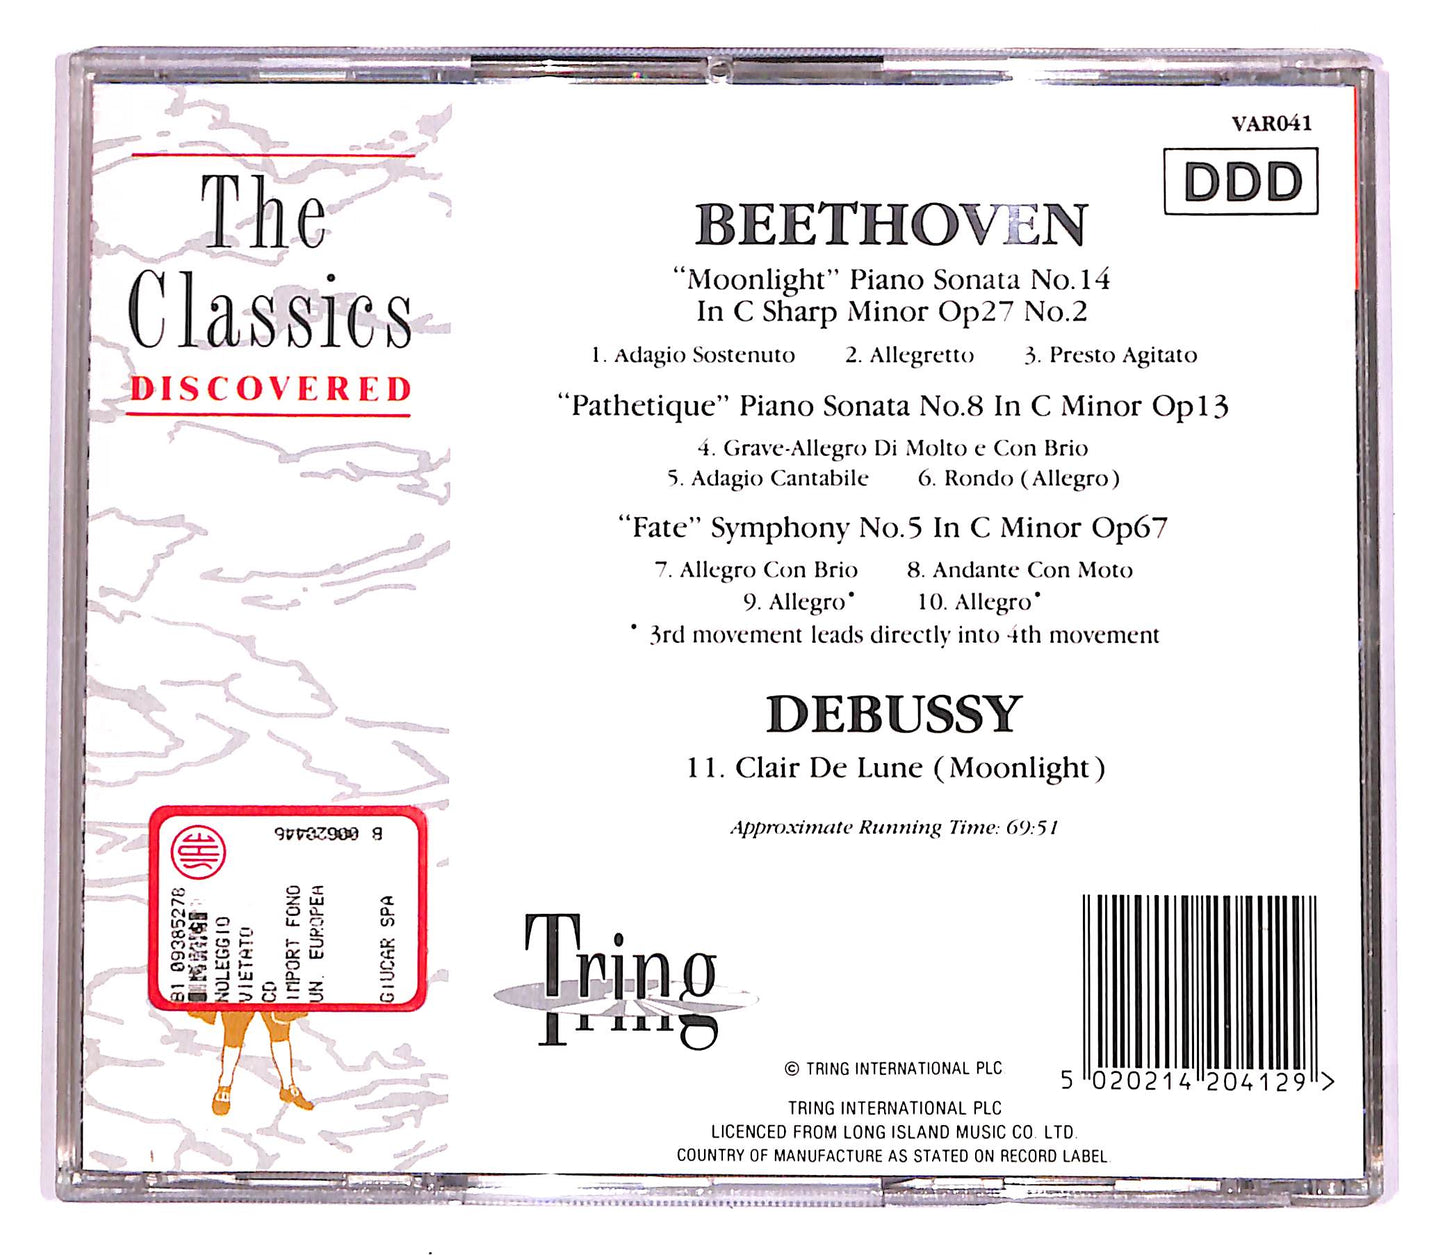 VAR041
DDD
The
Classics
DISCOVERED
BEETHOVEN
“Moonlight” Piano Sonata No.14
In C Sharp Minor Op27 No.2
1. Adagio Sostenuto 2. Allegretto 3. Presto Agitato
“Pathetique” Piano Sonata No.8 In C Minor Op13
4. Grave-Allegro Di Molto e Con Brio
5. Adagio Cantabile 6. Rondo (Allegro)
“Fate” Symphony No.5 In C Minor Op67
7. Allegro Con Brio 8. Andante Con Moto
9. Allegro* 10. Allegro*
* 3rd movement leads directly into 4th movement
DEBUSSY
11. Clair De Lune (Moonlight)
Approximate Running Time: 69:51
SIAE
B 00620446
B1 09385278
NOLEGGIO
VIETATO
CD
IMPORT FONO
UN. EUROPEA
GIUCAR SPA
Tring
© TRING INTERNATIONAL PLC
TRING INTERNATIONAL PLC
LICENCED FROM LONG ISLAND MUSIC CO. LTD.
COUNTRY OF MANUFACTURE AS STATED ON RECORD LABEL
5 020214 204129 >